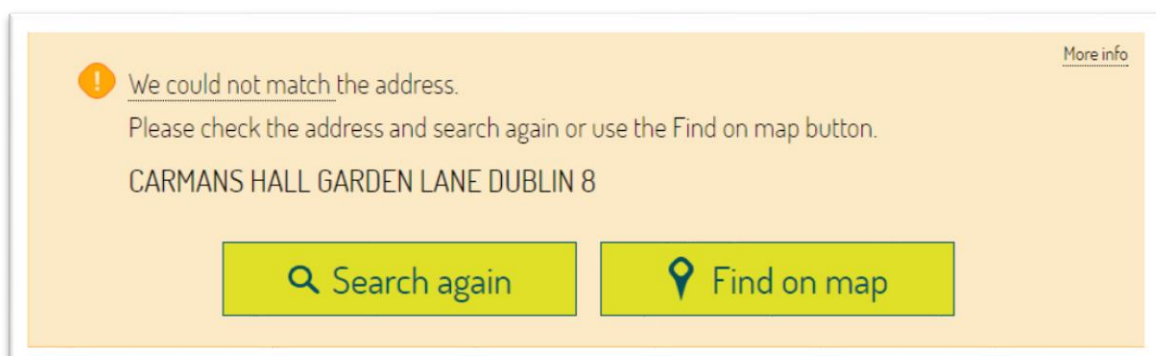 More info
! We could not match the address.
Please check the address and search again or use the Find on map button.
CARMANS HALL GARDEN LANE DUBLIN 8
Search again
Find on map